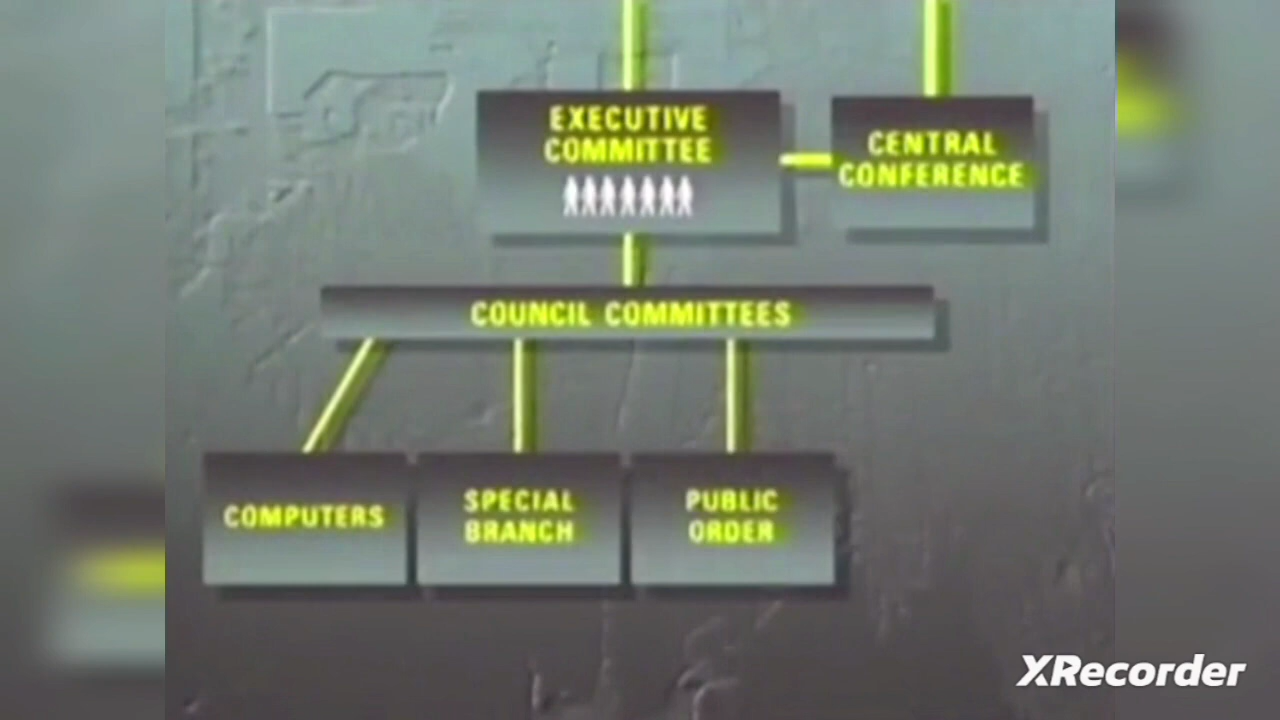 EXECUTIVE
COMMITTEE
CENTRAL
CONFERENCE
COUNCIL COMMITTEES
COMPUTERS
SPECIAL
BRANCH
PUBLIC
ORDER
XRecorder